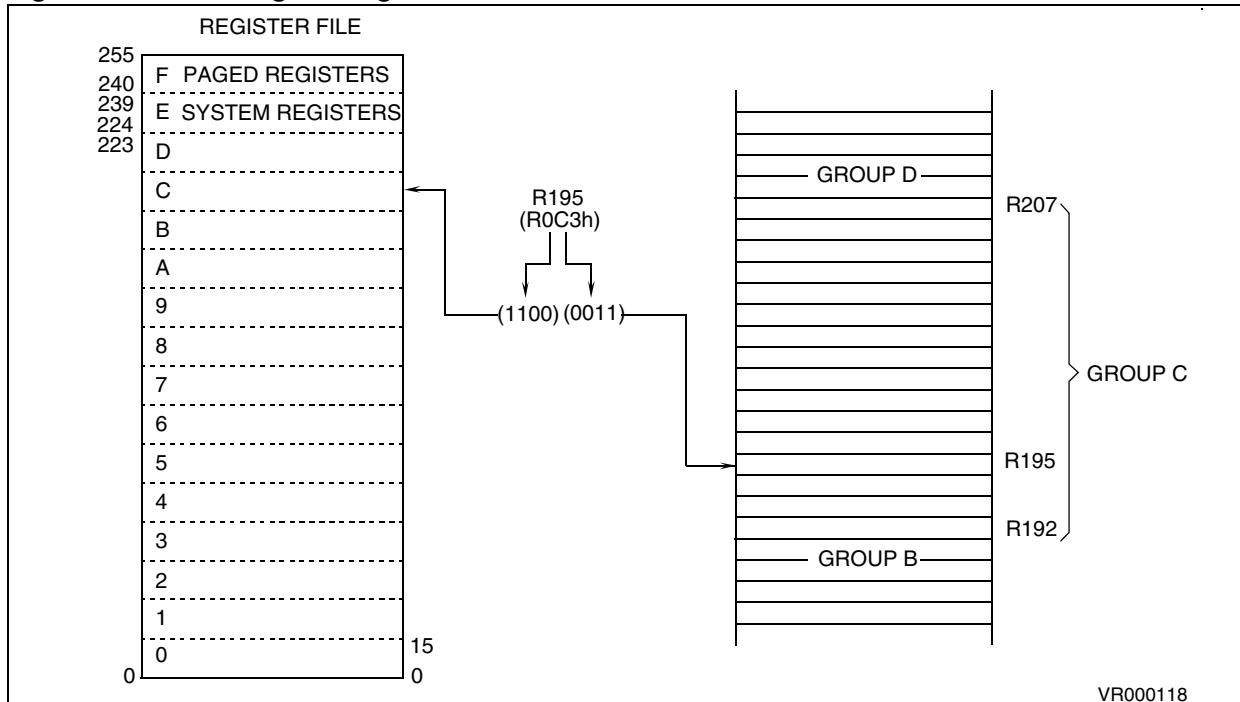 REGISTER FILE
255
240
239
224
223
F PAGED REGISTERS
E SYSTEM REGISTERS
D
C
B
A
9
8
7
6
5
4
3
2
1
0
15
0
0
R195
(R0C3h)
(1100) (0011)
GROUP D
R207
GROUP C
R195
R192
GROUP B
VR000118